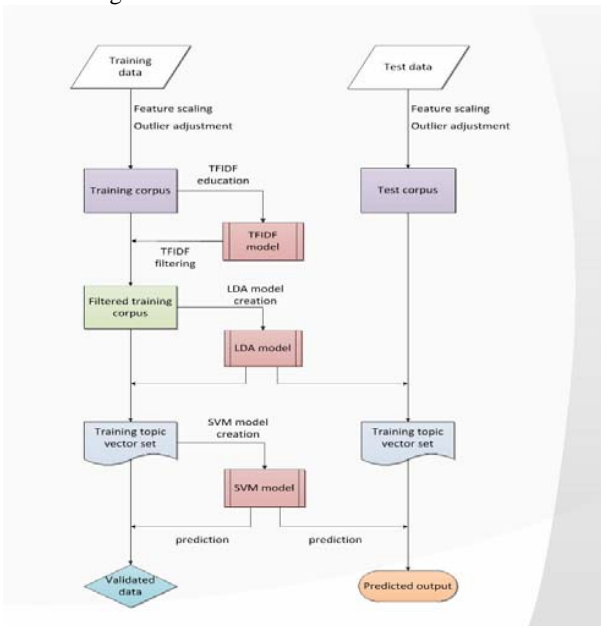 Training
data
Test data
Feature scaling
Outlier adjustment
Feature scaling
Outlier adjustment
TFIDF
education
Training corpus
Test corpus
TFIDF
model
TFIDF
filtering
LDA model
creation
Filtered training
corpus
LDA model
SVM model
creation
Training topic
vector set
Training topic
vector set
SVM model
prediction
prediction
Validated
data
Predicted output